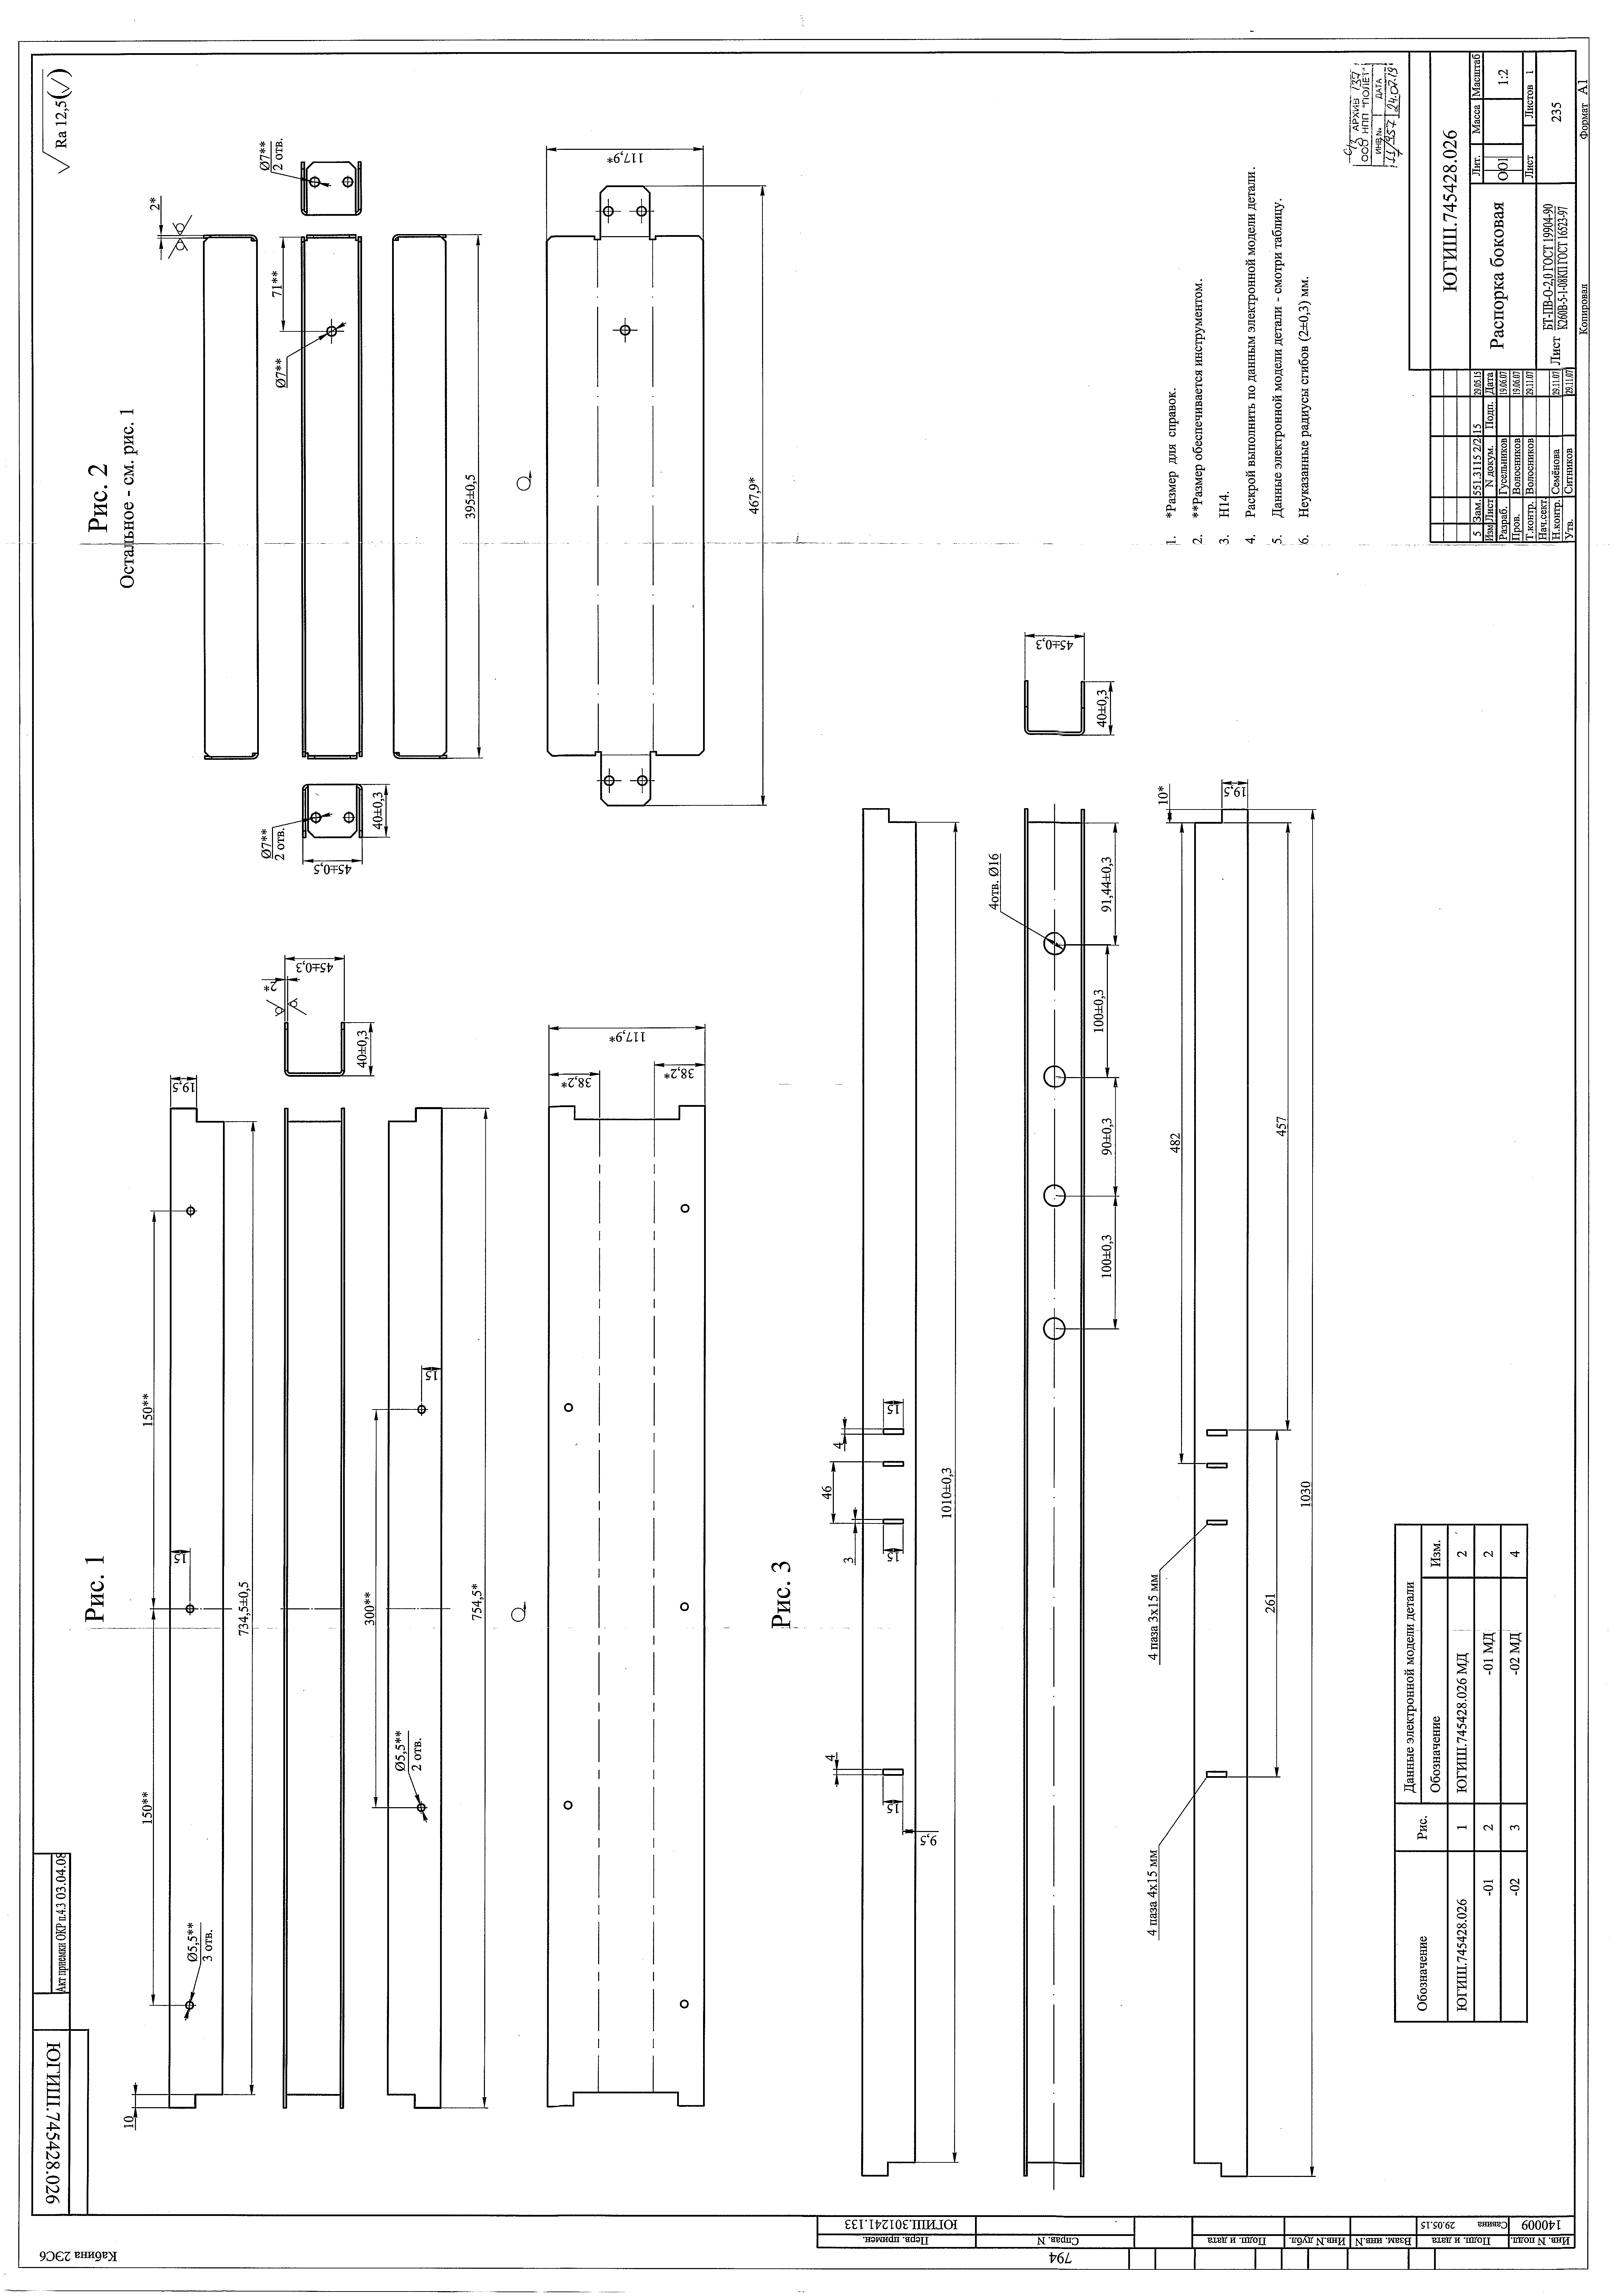 Ra 12,5(√)
ЮГИШ.745428.026
Акт приемки ОКР п.4.3 03.04.08
Кабина 2ЭС6
Рис. 1
150**
150**
15
19,5
10
Ø5,5**
3 отв.
734,5±0,5
2*
45±0,3
40±0,3
300**
15
Ø5,5**
2 отв.
754,5*
38,2*
38,2*
117,9*
Рис. 2
Остальное - см. рис. 1
2*
Ø7**
2 отв.
71**
Ø7**
Ø7**
2 отв.
45±0,5
40±0,3
395±0,5
117,9*
467,9*
Рис. 3
4
15
46
3
15
4
15
9,5
1010±0,3
4отв. Ø16
91,44±0,3
100±0,3
90±0,3
100±0,3
45±0,3
40±0,3
10*
19,5
482
457
4 паза 3х15 мм
261
4 паза 4х15 мм
1030
1. *Размер для справок.
2. **Размер обеспечивается инструментом.
3. H14.
4. Раскрой выполнить по данным электронной модели детали.
5. Данные электронной модели детали - смотри таблицу.
6. Неуказанные радиусы сгибов (2±0,3) мм.
Обозначение Рис. Данные электронной модели детали
Обозначение Изм.
ЮГИШ.745428.026 1 ЮГИШ.745428.026 МД 2
-01 2 -01 МД 2
-02 3 -02 МД 4
АРХИВ 137
ООО НПП "ПОЛЕТ"
ИНВ.№ ДАТА
11/957 24.07.19
ЮГИШ.745428.026
5 Зам. 551.3115 2/2-15 29.05.15
Изм Лист N докум. Подп. Дата
Разраб. Гусельников 19.06.07
Пров. Волосников 19.06.07
Т.контр. Волосников 29.11.07
Нач.сект.
Н.контр. Семёнова 29.11.07
Утв. Ситников 29.11.07
Распорка боковая
Лит. Масса Масштаб
О01 1:2
Лист Листов 1
Лист БТ-ПВ-О-2,0 ГОСТ 19904-90
К260В-5-1-08КП ГОСТ 16523-97
235
Копировал
Формат А1
Перв. примен.
ЮГИШ.301241.133
Справ. N
794
Подп. и дата
Инв.N дубл.
Взам. инв.N
Подп. и дата
Савина 29.05.15
Инв. N подл.
140009